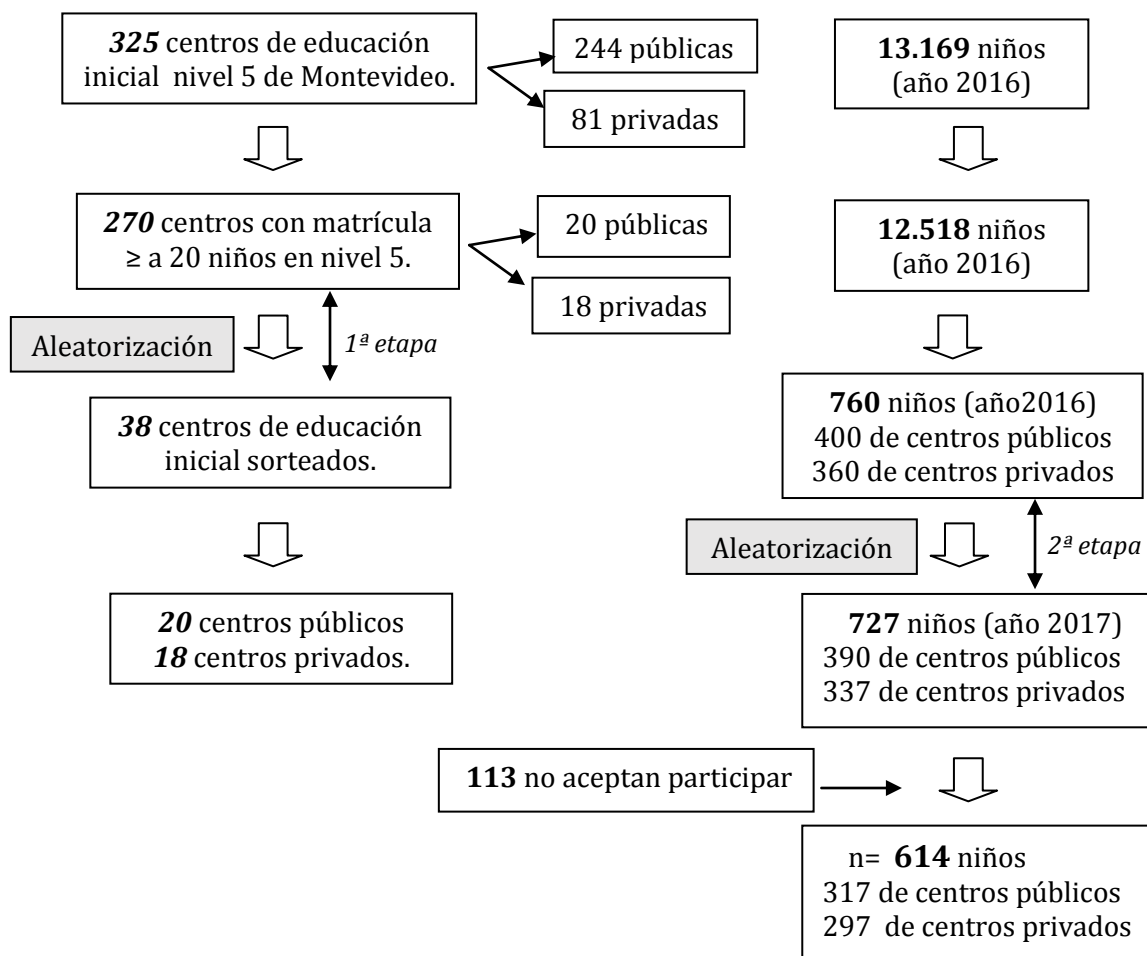 325 centros de educación
inicial nivel 5 de Montevideo.
244 públicas
81 privadas
13.169 niños
(año 2016)
270 centros con matrícula
≥ a 20 niños en nivel 5.
20 públicas
18 privadas
12.518 niños
(año 2016)
Aleatorización
1ª etapa
38 centros de educación
inicial sorteados.
760 niños (año2016)
400 de centros públicos
360 de centros privados
Aleatorización
2ª etapa
20 centros públicos
18 centros privados.
727 niños (año 2017)
390 de centros públicos
337 de centros privados
113 no aceptan participar
n= 614 niños
317 de centros públicos
297 de centros privados